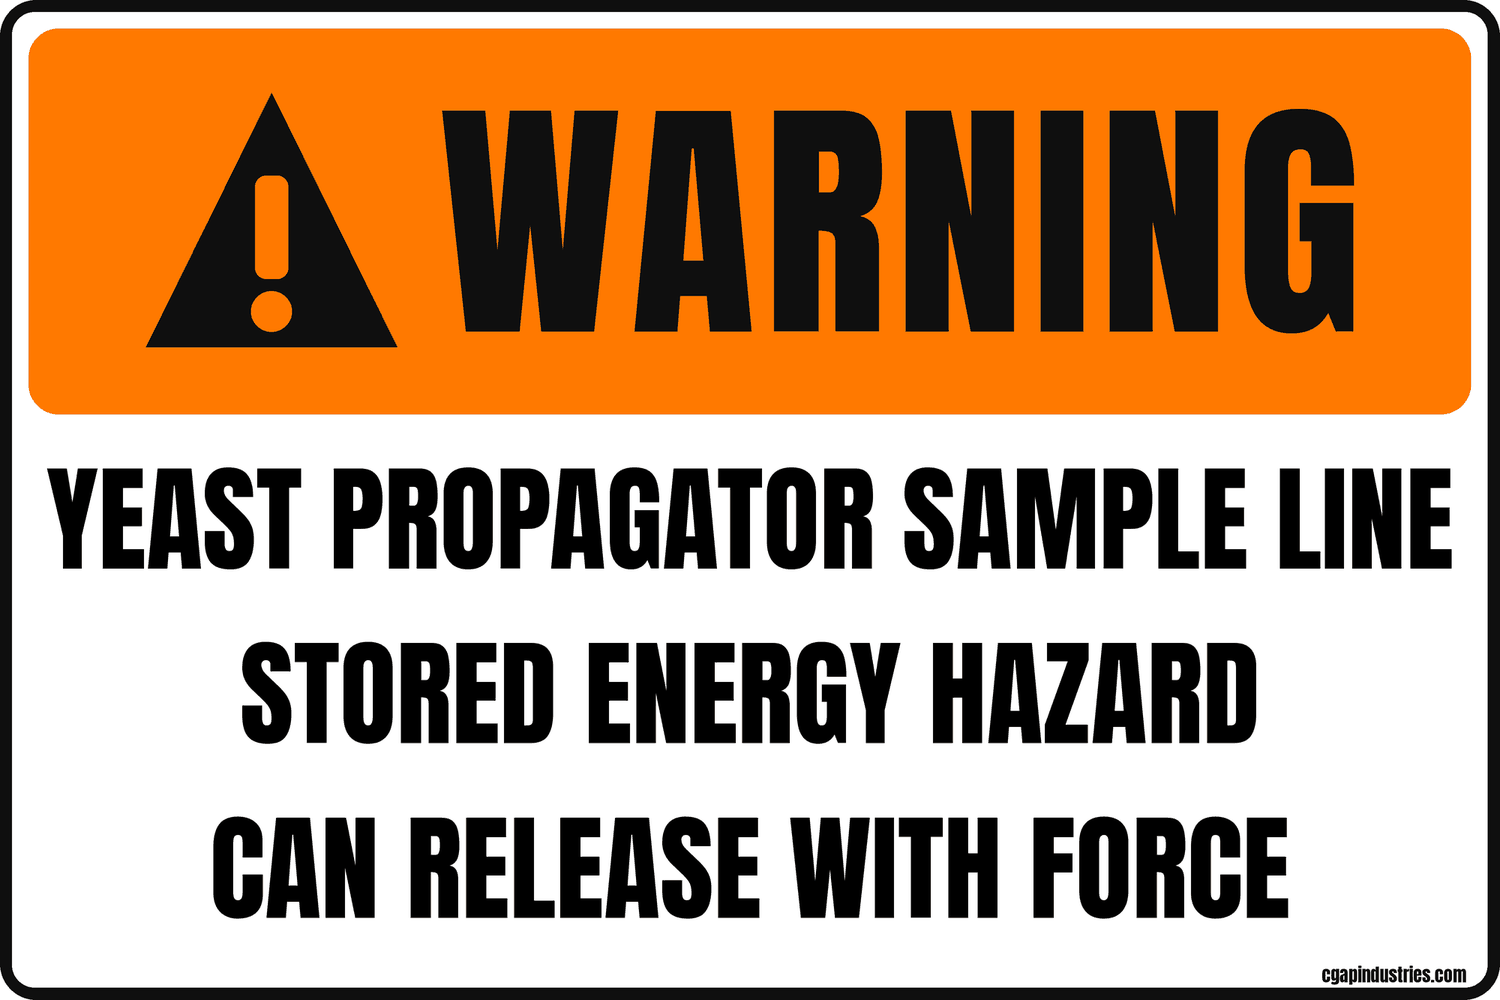 WARNING
YEAST PROPAGATOR SAMPLE LINE
STORED ENERGY HAZARD
CAN RELEASE WITH FORCE
cgapindustries.com